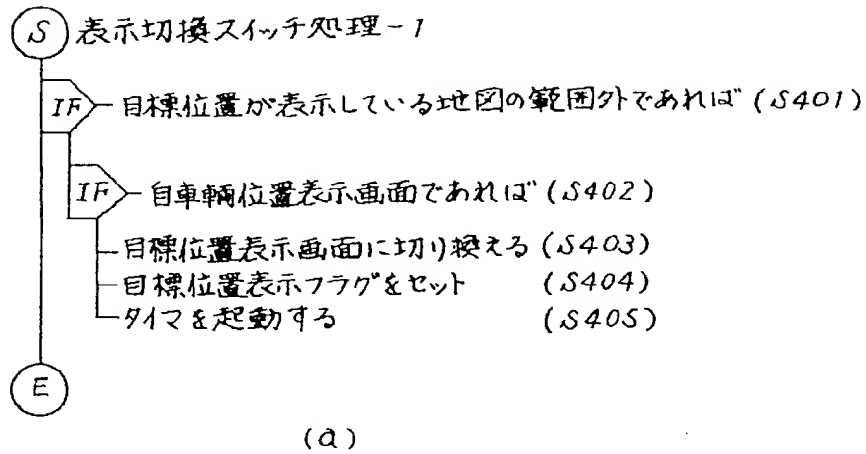 S 表示切換スイッチ処理-1
IF 目標位置が表示している地図の範囲外であれば (S401)
IF 自車輌位置表示画面であれば (S402)
目標位置表示画面に切り換える (S403)
目標位置表示フラグをセット (S404)
タイマを起動する (S405)
E
(a)